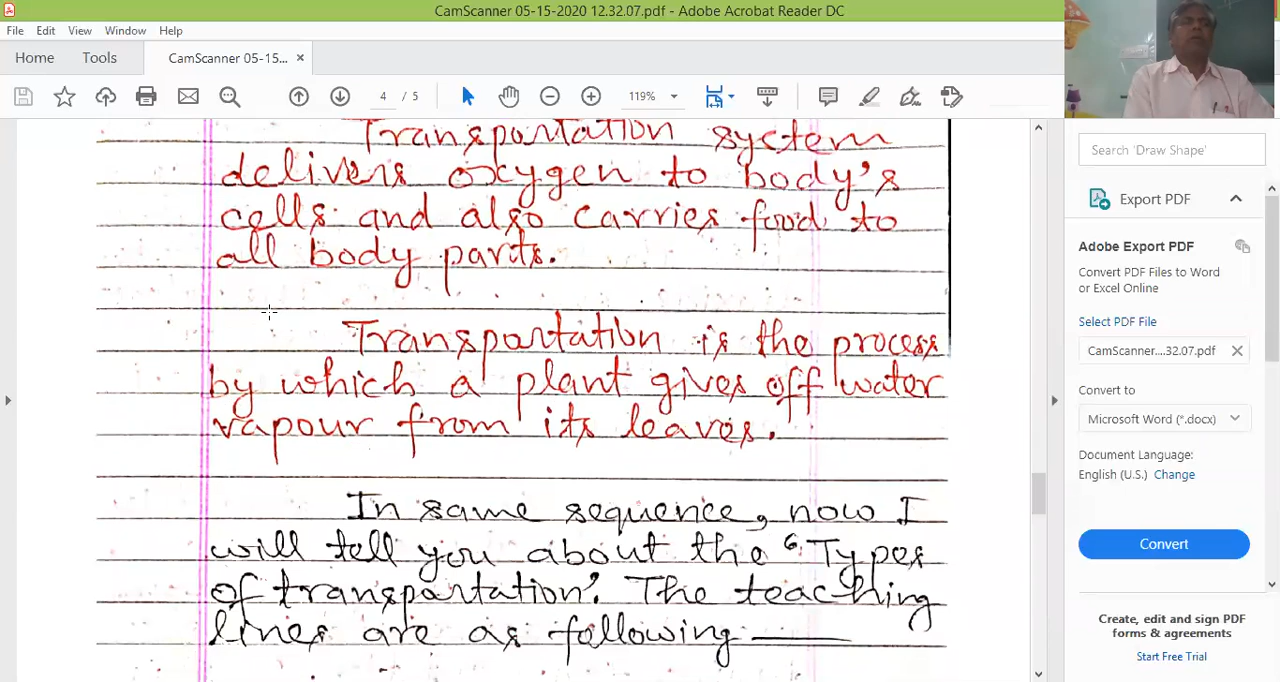 CamScanner 05-15-2020 12.32.07.pdf - Adobe Acrobat Reader DC
File Edit View Window Help
Home Tools CamScanner 05-15... ×
4 / 5 119%
Search 'Draw Shape'
Export PDF
Adobe Export PDF
Convert PDF Files to Word
or Excel Online
Select PDF File
CamScanner....32.07.pdf
Convert to
Microsoft Word (*.docx)
Document Language:
English (U.S.) Change
Convert
Create, edit and sign PDF
forms & agreements
Start Free Trial
Transportation system
delivers oxygen to body's
cells and also carries food to
all body parts.
Transportation is the process
by which a plant gives off water
vapour from its leaves.
In same sequence, now I
will tell you about the 'Types
of transportation'. The teaching
lines are as following —